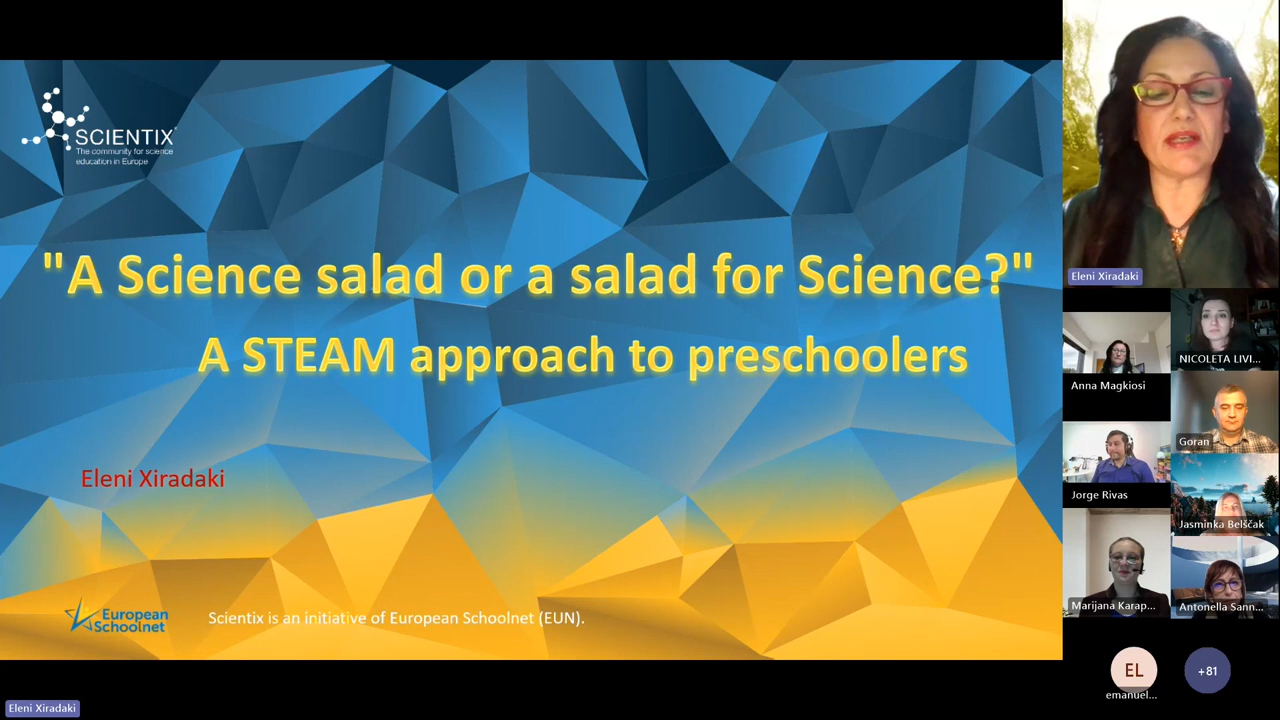 SCIENTIX
The community for science
education in Europe
"A Science salad or a salad for Science?"
A STEAM approach to preschoolers
Eleni Xiradaki
European
Schoolnet
Scientix is an initiative of European Schoolnet (EUN).
Eleni Xiradaki
Eleni Xiradaki
Anna Magkiosi
NICOLETA LIVI...
Goran
Jorge Rivas
Jasminka Belščak
Marijana Karap...
Antonella Sann...
EL
emanuel...
+81